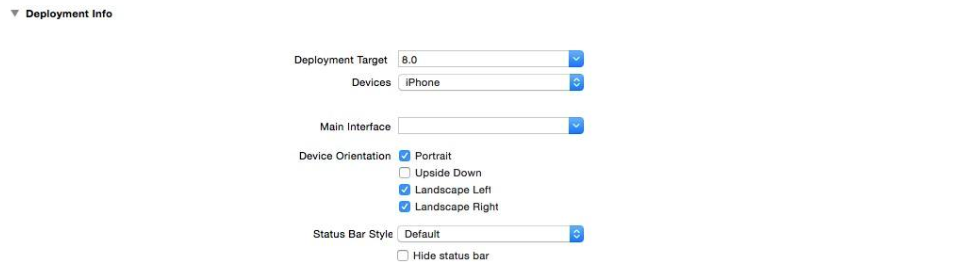 Deployment Info
Deployment Target 8.0
Devices iPhone
Main Interface
Device Orientation Portrait
Upside Down
Landscape Left
Landscape Right
Status Bar Style Default
Hide status bar